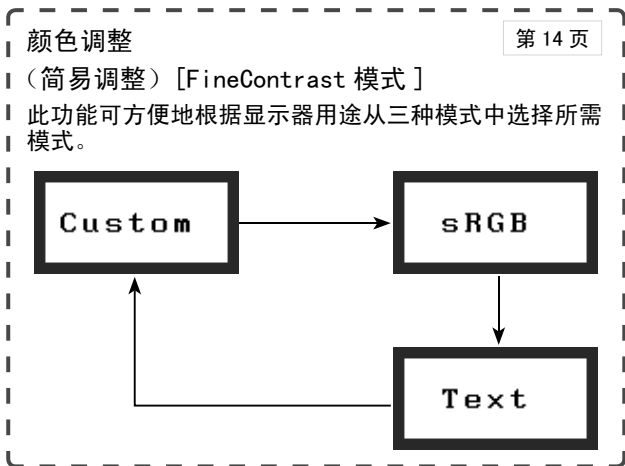 颜色调整
第 14 页
（简易调整）[FineContrast 模式 ]
此功能可方便地根据显示器用途从三种模式中选择所需
模式。
Custom
sRGB
Text